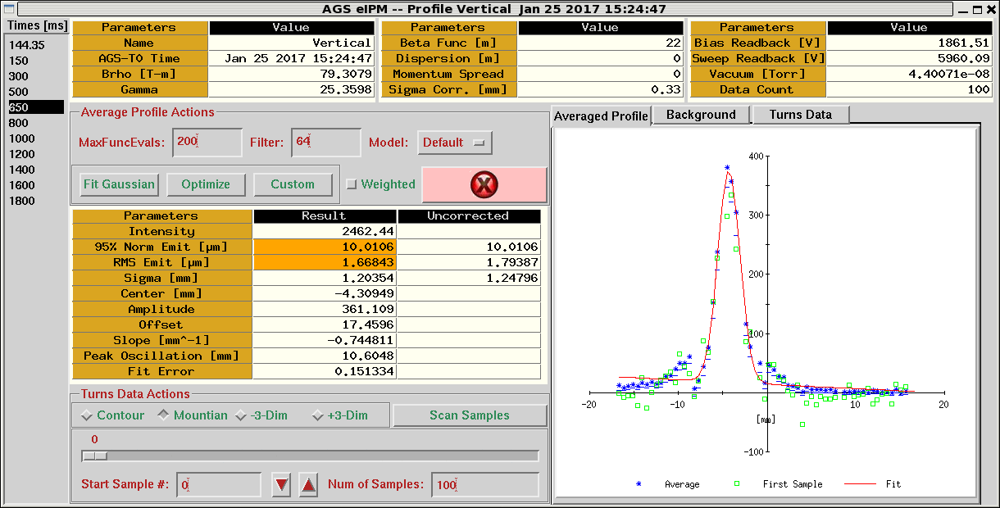 AGS eIPM -- Profile Vertical Jan 25 2017 15:24:47
Times [ms]
144.35
150
300
500
650
800
1000
1200
1400
1600
1800
Parameters Value
Name Vertical
AGS-T0 Time Jan 25 2017 15:24:47
Brho [T-m] 79.3079
Gamma 25.3598
Parameters Value
Beta Func [m] 22
Dispersion [m] 0
Momentum Spread 0
Sigma Corr. [mm] 0.33
Parameters Value
Bias Readback [V] 1861.51
Sweep Readback [V] 5960.09
Vacuum [Torr] 4.40071e-08
Data Count 100
Average Profile Actions
MaxFuncEvals: 200 Filter: 64 Model: Default
Fit Gaussian Optimize Custom Weighted X
Parameters Result Uncorrected
Intensity 2462.44
95% Norm Emit [µm] 10.0106 10.0106
RMS Emit [µm] 1.66843 1.79387
Sigma [mm] 1.20354 1.24796
Center [mm] -4.30949
Amplitude 361.109
Offset 17.4596
Slope [mm^-1] -0.744811
Peak Oscillation [mm] 10.6048
Fit Error 0.151334
Turns Data Actions
Contour Mountian -3-Dim +3-Dim Scan Samples
0
Start Sample #: 0 Num of Samples: 100
Averaged Profile Background Turns Data
400
300
200
100
-20 -10 0 10 20
[mm]
-100
Average First Sample Fit